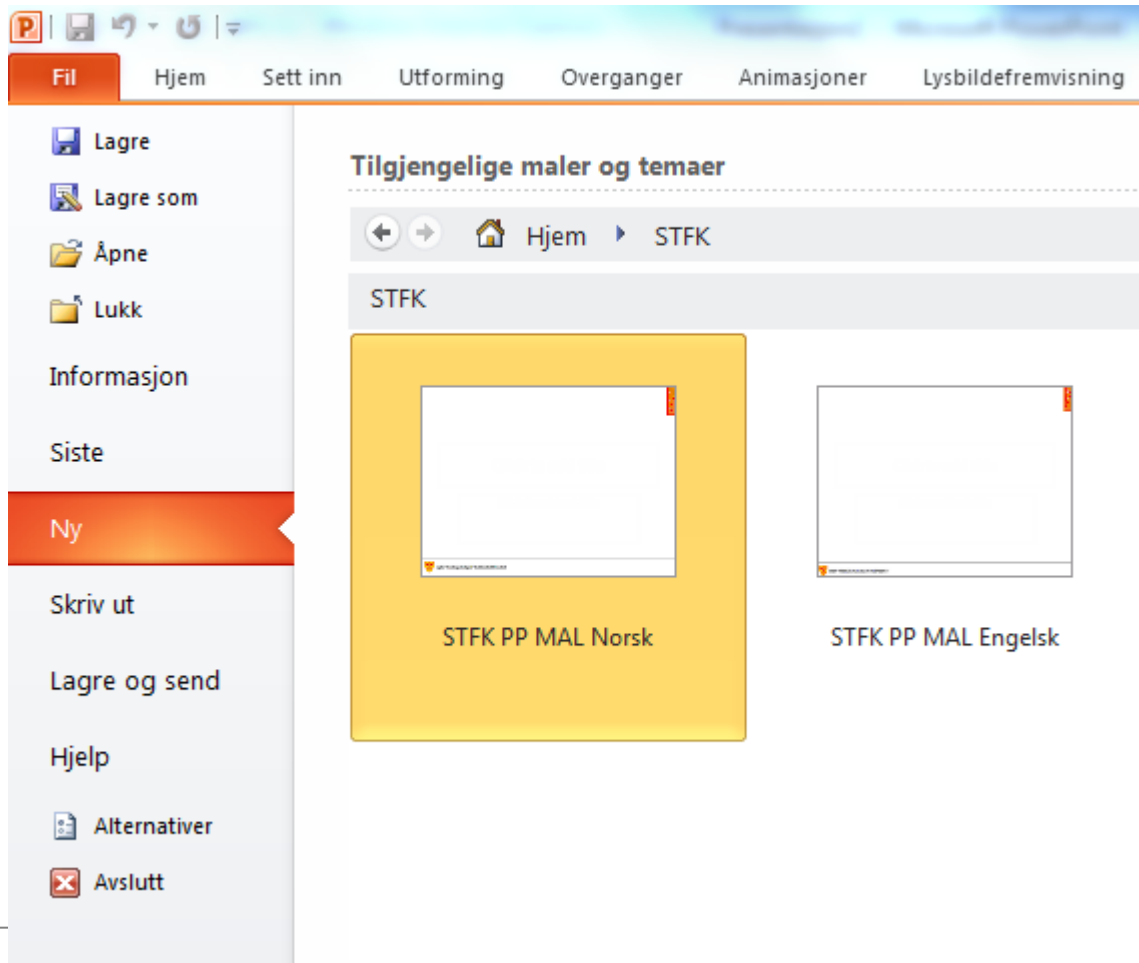 Fil Hjem Sett inn Utforming Overganger Animasjoner Lysbildefremvisning
Lagre
Lagre som
Åpne
Lukk
Informasjon
Siste
Ny
Skriv ut
Lagre og send
Hjelp
Alternativer
Avslutt
Tilgjengelige maler og temaer
Hjem STFK
STFK
STFK PP MAL Norsk
STFK PP MAL Engelsk